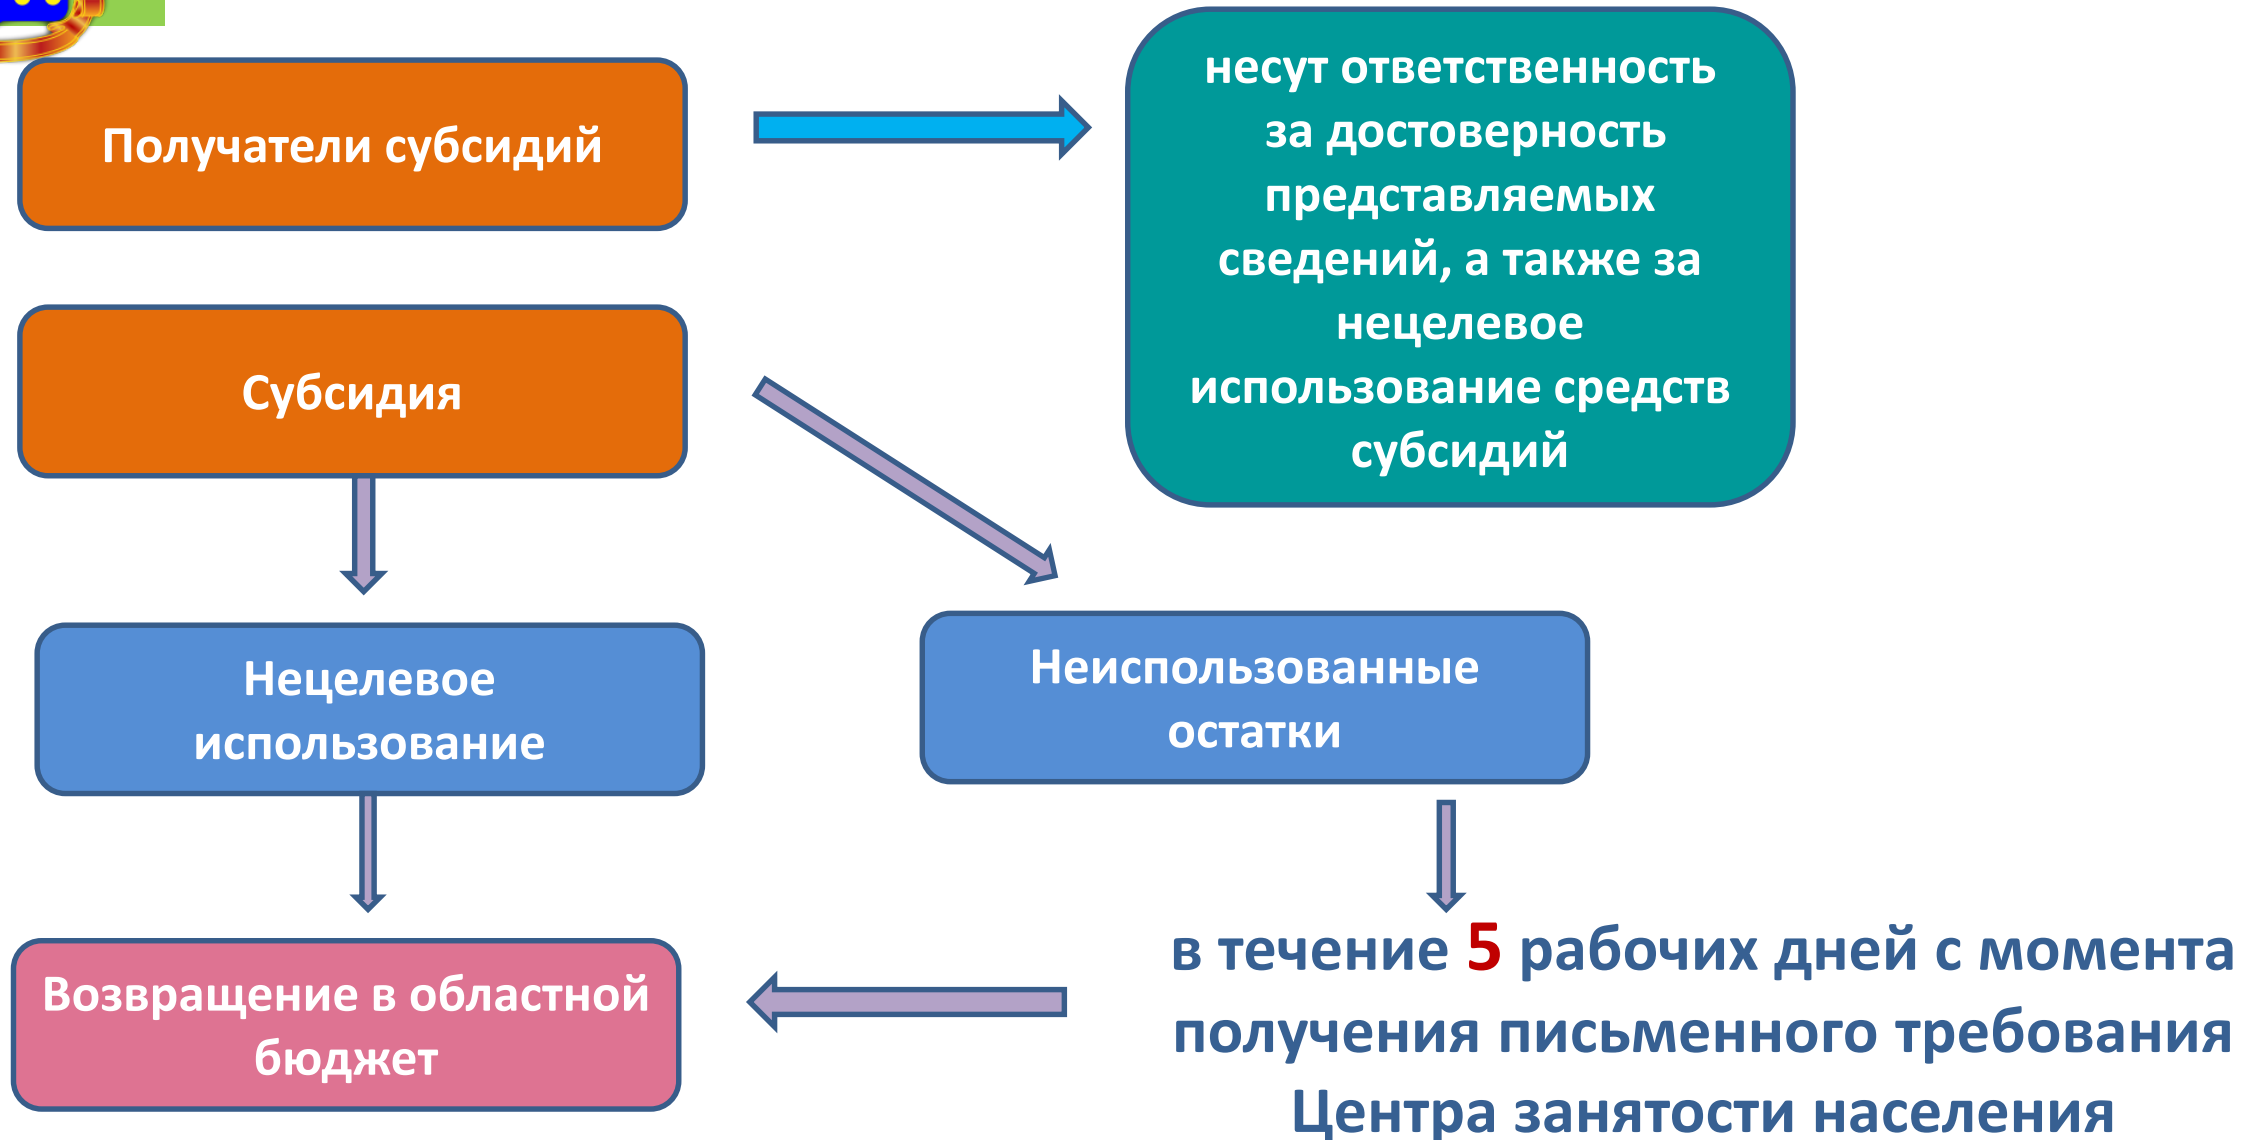 Получатели субсидий
несут ответственность
за достоверность
представляемых
сведений, а также за
нецелевое
использование средств
субсидий
Субсидия
Нецелевое
использование
Неиспользованные
остатки
Возвращение в областной
бюджет
в течение 5 рабочих дней с момента
получения письменного требования
Центра занятости населения